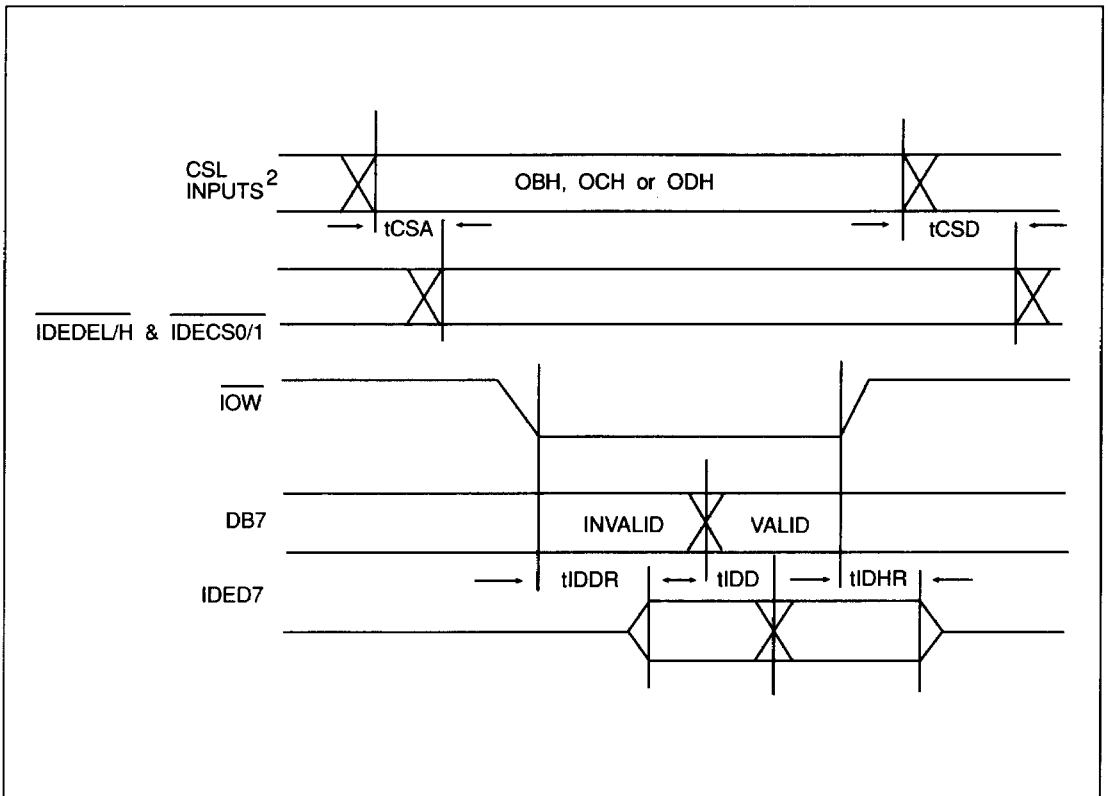 CSL
INPUTS²
OBH, OCH or ODH
tCSA
tCSD
IDEDEL/H & IDECS0/1
IOW
DB7
INVALID
VALID
tIDDR
tIDD
tIDHR
IDED7